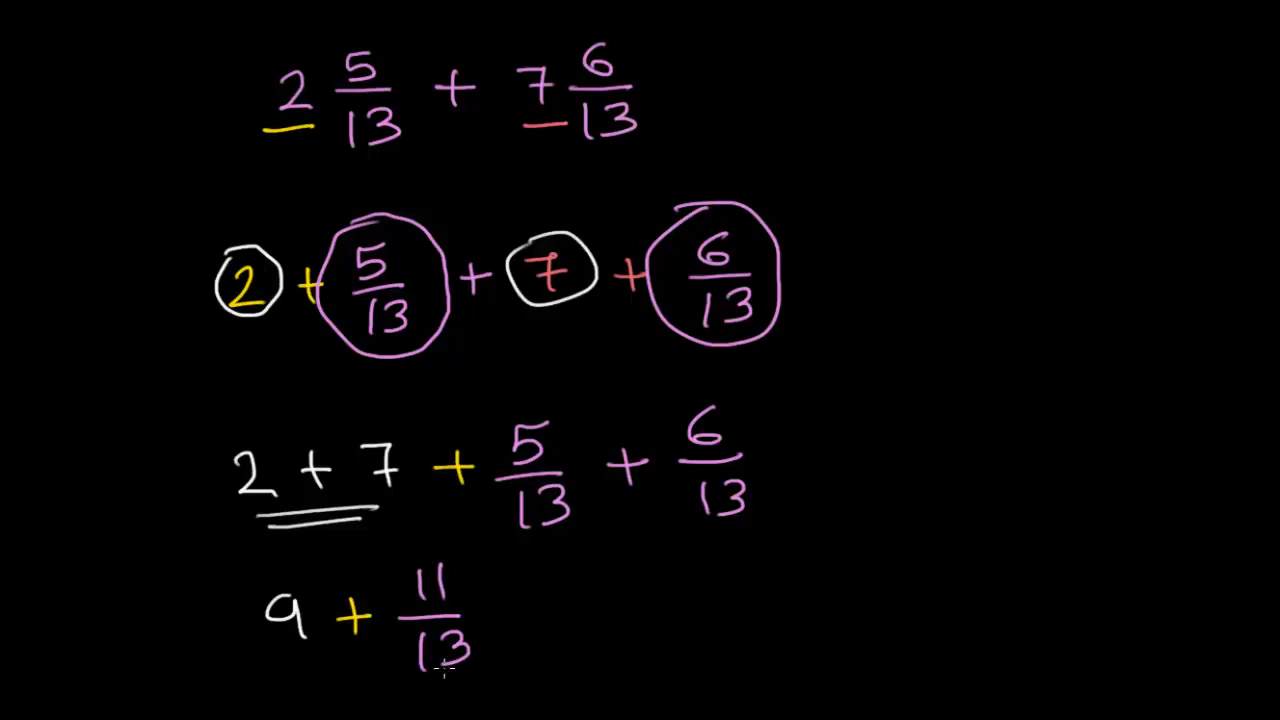 2 5/13 + 7 6/13
2 + 5/13 + 7 + 6/13
2 + 7 + 5/13 + 6/13
9 + 11/13